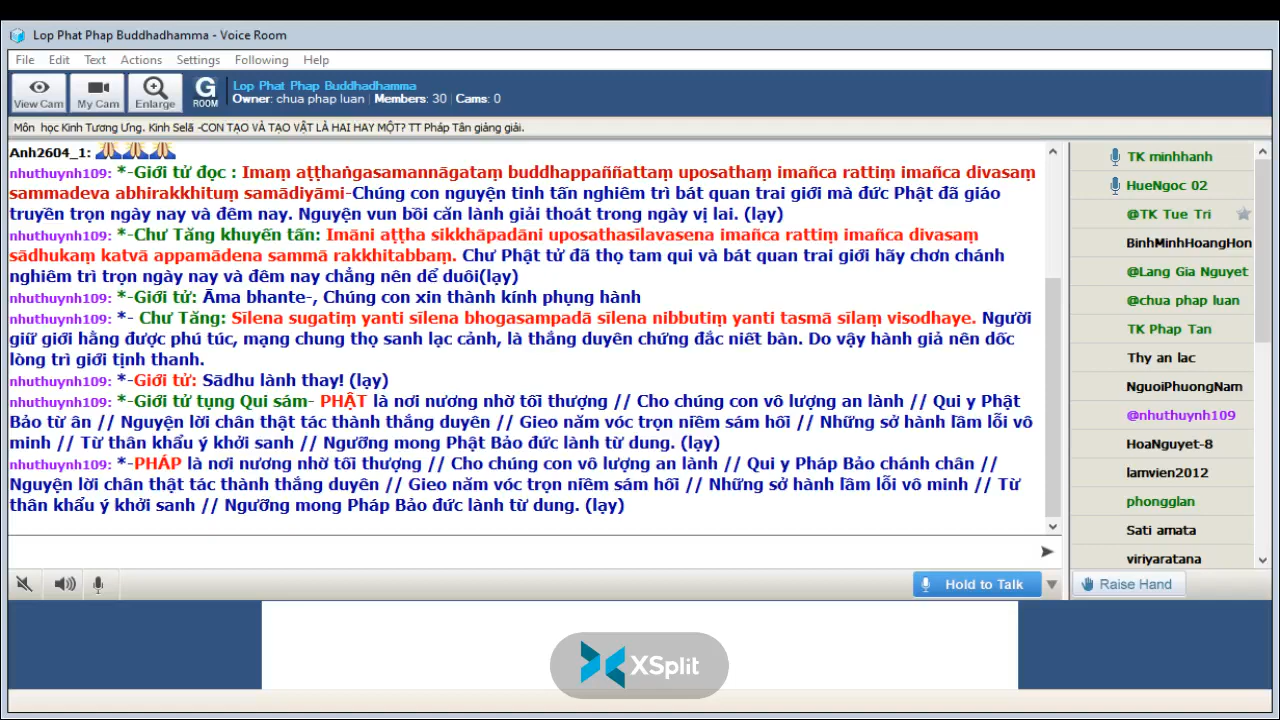 Lop Phat Phap Buddhadhamma - Voice Room
File Edit Text Actions Settings Following Help
View Cam My Cam Enlarge G ROOM
Lop Phat Phap Buddhadhamma
Owner: chua phap luan | Members: 30 | Cams: 0
Môn học Kinh Tương Ưng. Kinh Selā -CON TẠO VÀ TẠO VẬT LÀ HAI HAY MỘT? TT Pháp Tân giảng giải.
Anh2604_1: 🙏🙏🙏
nhuthuynh109: *-Giới tử đọc : Imaṃ aṭṭhaṅgasamannāgataṃ buddhappaññattaṃ uposathaṃ imañca rattiṃ imañca divasaṃ
sammadeva abhirakkhituṃ samādiyāmi-Chúng con nguyện tinh tấn nghiêm trì bát quan trai giới mà đức Phật đã giáo
truyền trọn ngày nay và đêm nay. Nguyện vun bồi căn lành giải thoát trong ngày vị lai. (lạy)
nhuthuynh109: *-Chư Tăng khuyến tấn: Imāni aṭṭha sikkhāpadāni uposathasīlavasena imañca rattiṃ imañca divasaṃ
sādhukaṃ katvā appamādena sammā rakkhitabbaṃ. Chư Phật tử đã thọ tam qui và bát quan trai giới hãy chơn chánh
nghiêm trì trọn ngày nay và đêm nay chẳng nên dể duôi(lạy)
nhuthuynh109: *-Giới tử: Āma bhante-, Chúng con xin thành kính phụng hành
nhuthuynh109: *- Chư Tăng: Sīlena sugatiṃ yanti sīlena bhogasampadā sīlena nibbutiṃ yanti tasmā sīlaṃ visodhaye. Người
giữ giới hằng được phú túc, mạng chung thọ sanh lạc cảnh, là thắng duyên chứng đắc niết bàn. Do vậy hành giả nên dốc
lòng trì giới tịnh thanh.
nhuthuynh109: *-Giới tử: Sādhu lành thay! (lạy)
nhuthuynh109: *-Giới tử tụng Qui sám- PHẬT là nơi nương nhờ tối thượng // Cho chúng con vô lượng an lành // Qui y Phật
Bảo từ ân // Nguyện lời chân thật tác thành thắng duyên // Gieo năm vóc trọn niềm sám hối // Những sở hành lầm lỗi vô
minh // Từ thân khẩu ý khởi sanh // Ngưỡng mong Phật Bảo đức lành từ dung. (lạy)
nhuthuynh109: *-PHÁP là nơi nương nhờ tối thượng // Cho chúng con vô lượng an lành // Qui y Pháp Bảo chánh chân //
Nguyện lời chân thật tác thành thắng duyên // Gieo năm vóc trọn niềm sám hối // Những sở hành lầm lỗi vô minh // Từ
thân khẩu ý khởi sanh // Ngưỡng mong Pháp Bảo đức lành từ dung. (lạy)
TK minhhanh
HueNgoc 02
@TK Tue Tri
BinhMinhHoangHon
@Lang Gia Nguyet
@chua phap luan
TK Phap Tan
Thy an lac
NguoiPhuongNam
@nhuthuynh109
HoaNguyet-8
lamvien2012
phongglan
Sati amata
viriyaratana
Hold to Talk
Raise Hand
XSplit